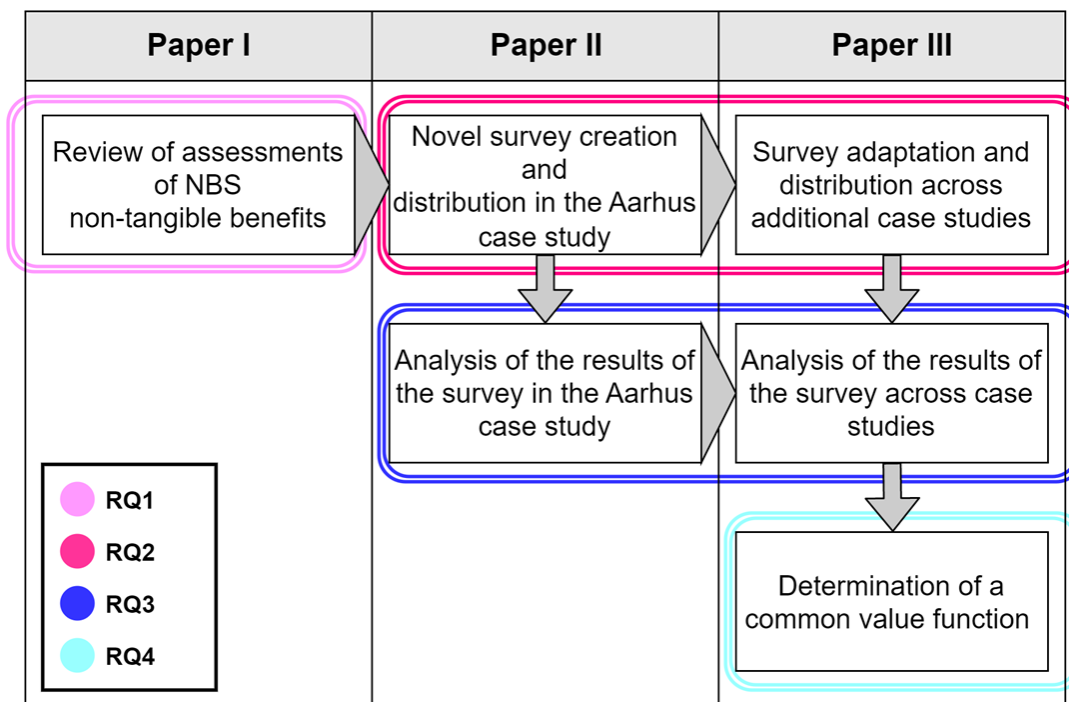 Paper I
Paper II
Paper III
Review of assessments
of NBS
non-tangible benefits
Novel survey creation
and
distribution in the Aarhus
case study
Survey adaptation and
distribution across
additional case studies
Analysis of the results of
the survey in the Aarhus
case study
Analysis of the results of
the survey across case
studies
Determination of a
common value function
RQ1
RQ2
RQ3
RQ4